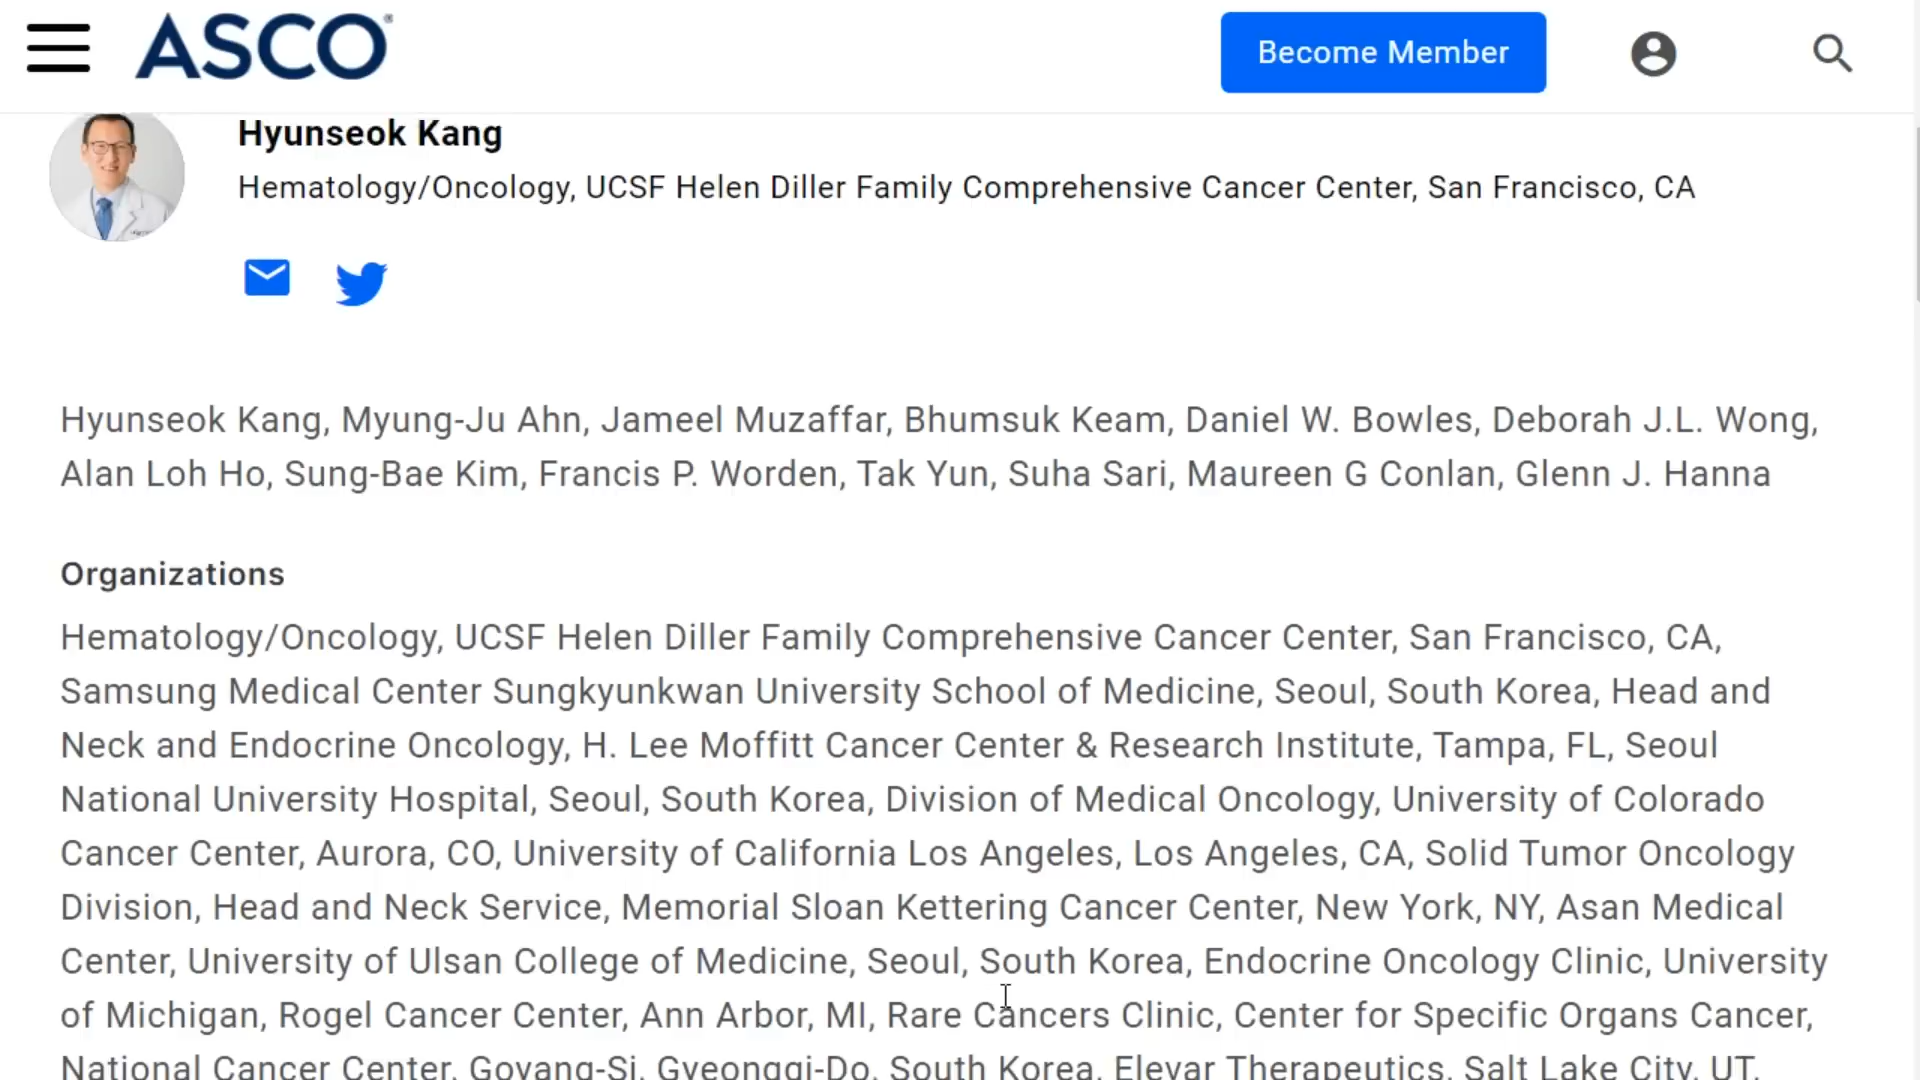 ASCO
Become Member
Hyunseok Kang
Hematology/Oncology, UCSF Helen Diller Family Comprehensive Cancer Center, San Francisco, CA
Hyunseok Kang, Myung-Ju Ahn, Jameel Muzaffar, Bhumsuk Keam, Daniel W. Bowles, Deborah J.L. Wong,
Alan Loh Ho, Sung-Bae Kim, Francis P. Worden, Tak Yun, Suha Sari, Maureen G Conlan, Glenn J. Hanna
Organizations
Hematology/Oncology, UCSF Helen Diller Family Comprehensive Cancer Center, San Francisco, CA,
Samsung Medical Center Sungkyunkwan University School of Medicine, Seoul, South Korea, Head and
Neck and Endocrine Oncology, H. Lee Moffitt Cancer Center & Research Institute, Tampa, FL, Seoul
National University Hospital, Seoul, South Korea, Division of Medical Oncology, University of Colorado
Cancer Center, Aurora, CO, University of California Los Angeles, Los Angeles, CA, Solid Tumor Oncology
Division, Head and Neck Service, Memorial Sloan Kettering Cancer Center, New York, NY, Asan Medical
Center, University of Ulsan College of Medicine, Seoul, South Korea, Endocrine Oncology Clinic, University
of Michigan, Rogel Cancer Center, Ann Arbor, MI, Rare Cancers Clinic, Center for Specific Organs Cancer,
National Cancer Center, Goyang-Si, Gyeonggi-Do, South Korea, Elevar Therapeutics, Salt Lake City, UT,